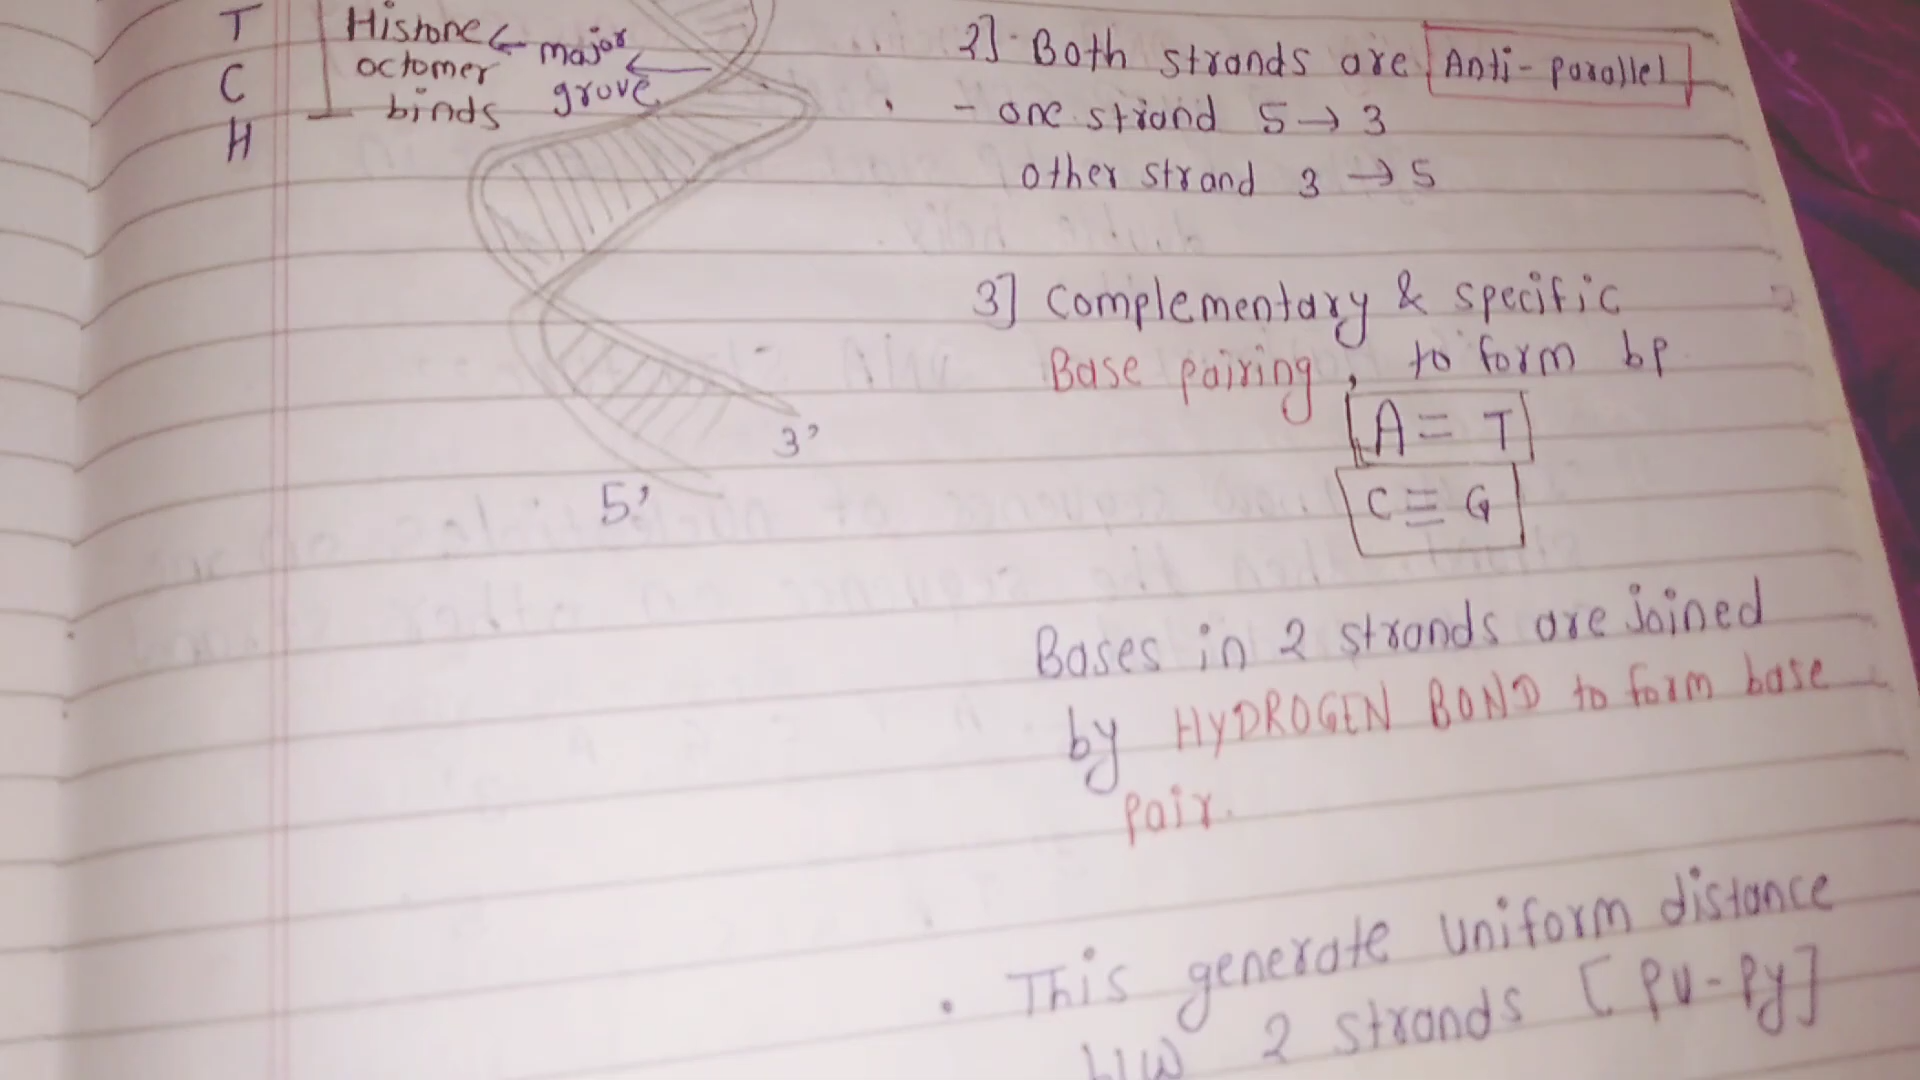 T
C
H
Histone
octomer
binds
major
grove
3'
5'
2] Both strands are Anti-parallel
- one strand 5 → 3
other strand 3 → 5
3] Complementary & specific
Base pairing, to form bp
A = T
C ≡ G
Bases in 2 strands are joined
by HYDROGEN BOND to form base
pair.
• This generate uniform distance
b/w 2 strands [pu-py]